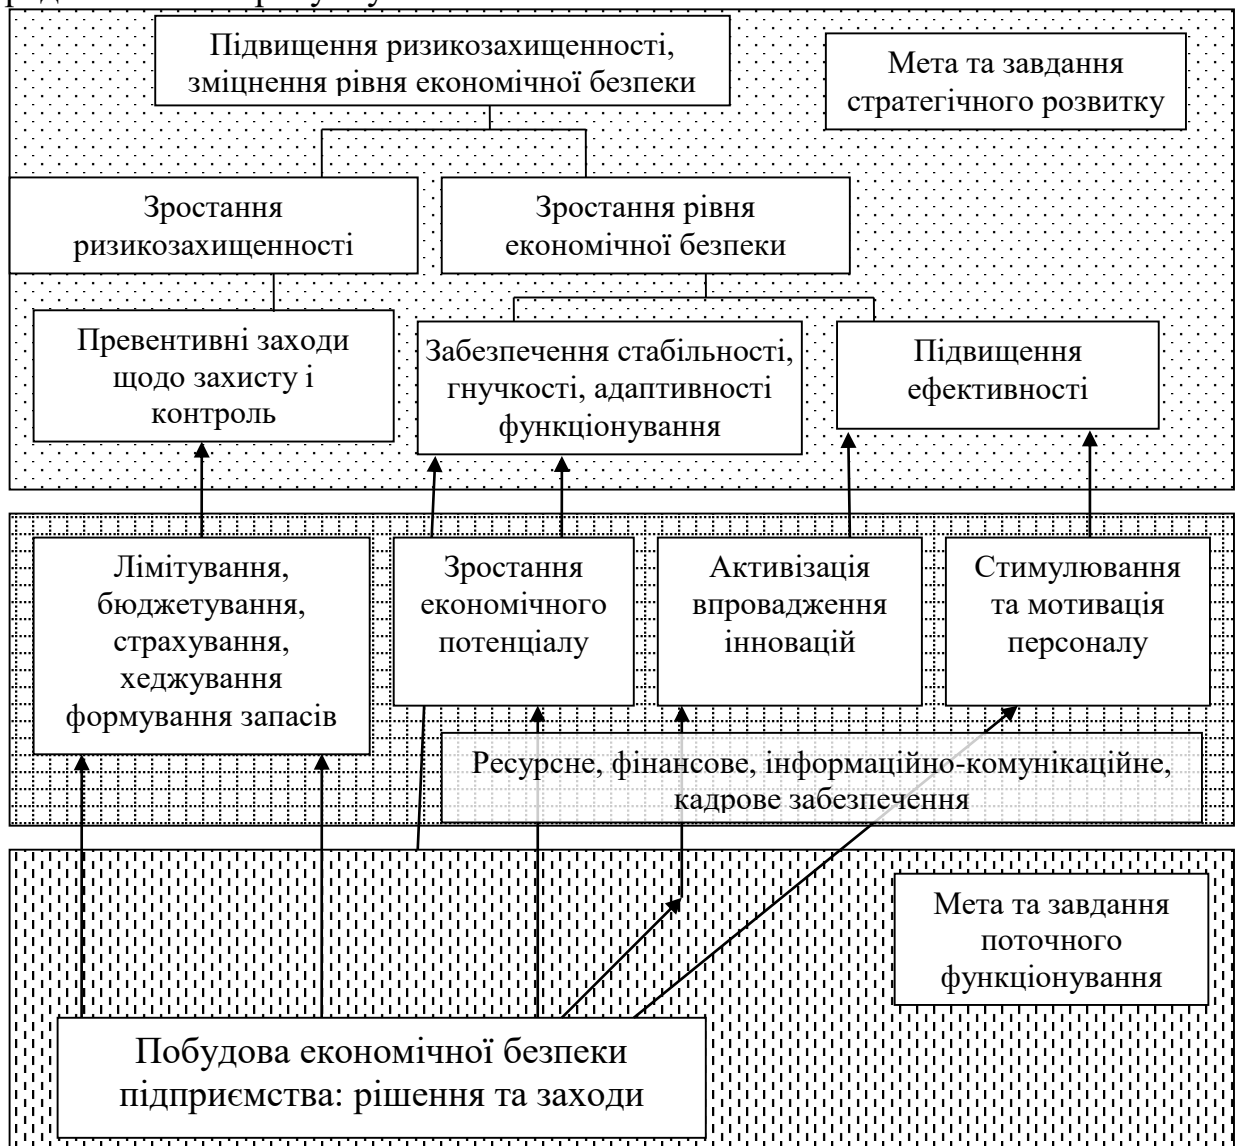 Підвищення ризикозахищенності,
зміцнення рівня економічної безпеки
Мета та завдання
стратегічного розвитку
Зростання
ризикозахищенності
Зростання рівня
економічної безпеки
Превентивні заходи
щодо захисту і
контроль
Забезпечення стабільності,
гнучкості, адаптивності
функціонування
Підвищення
ефективності
Лімітування,
бюджетування,
страхування,
хеджування
формування запасів
Зростання
економічного
потенціалу
Активізація
впровадження
інновацій
Стимулювання
та мотивація
персоналу
Ресурсне, фінансове, інформаційно-комунікаційне,
кадрове забезпечення
Мета та завдання
поточного
функціонування
Побудова економічної безпеки
підприємства: рішення та заходи